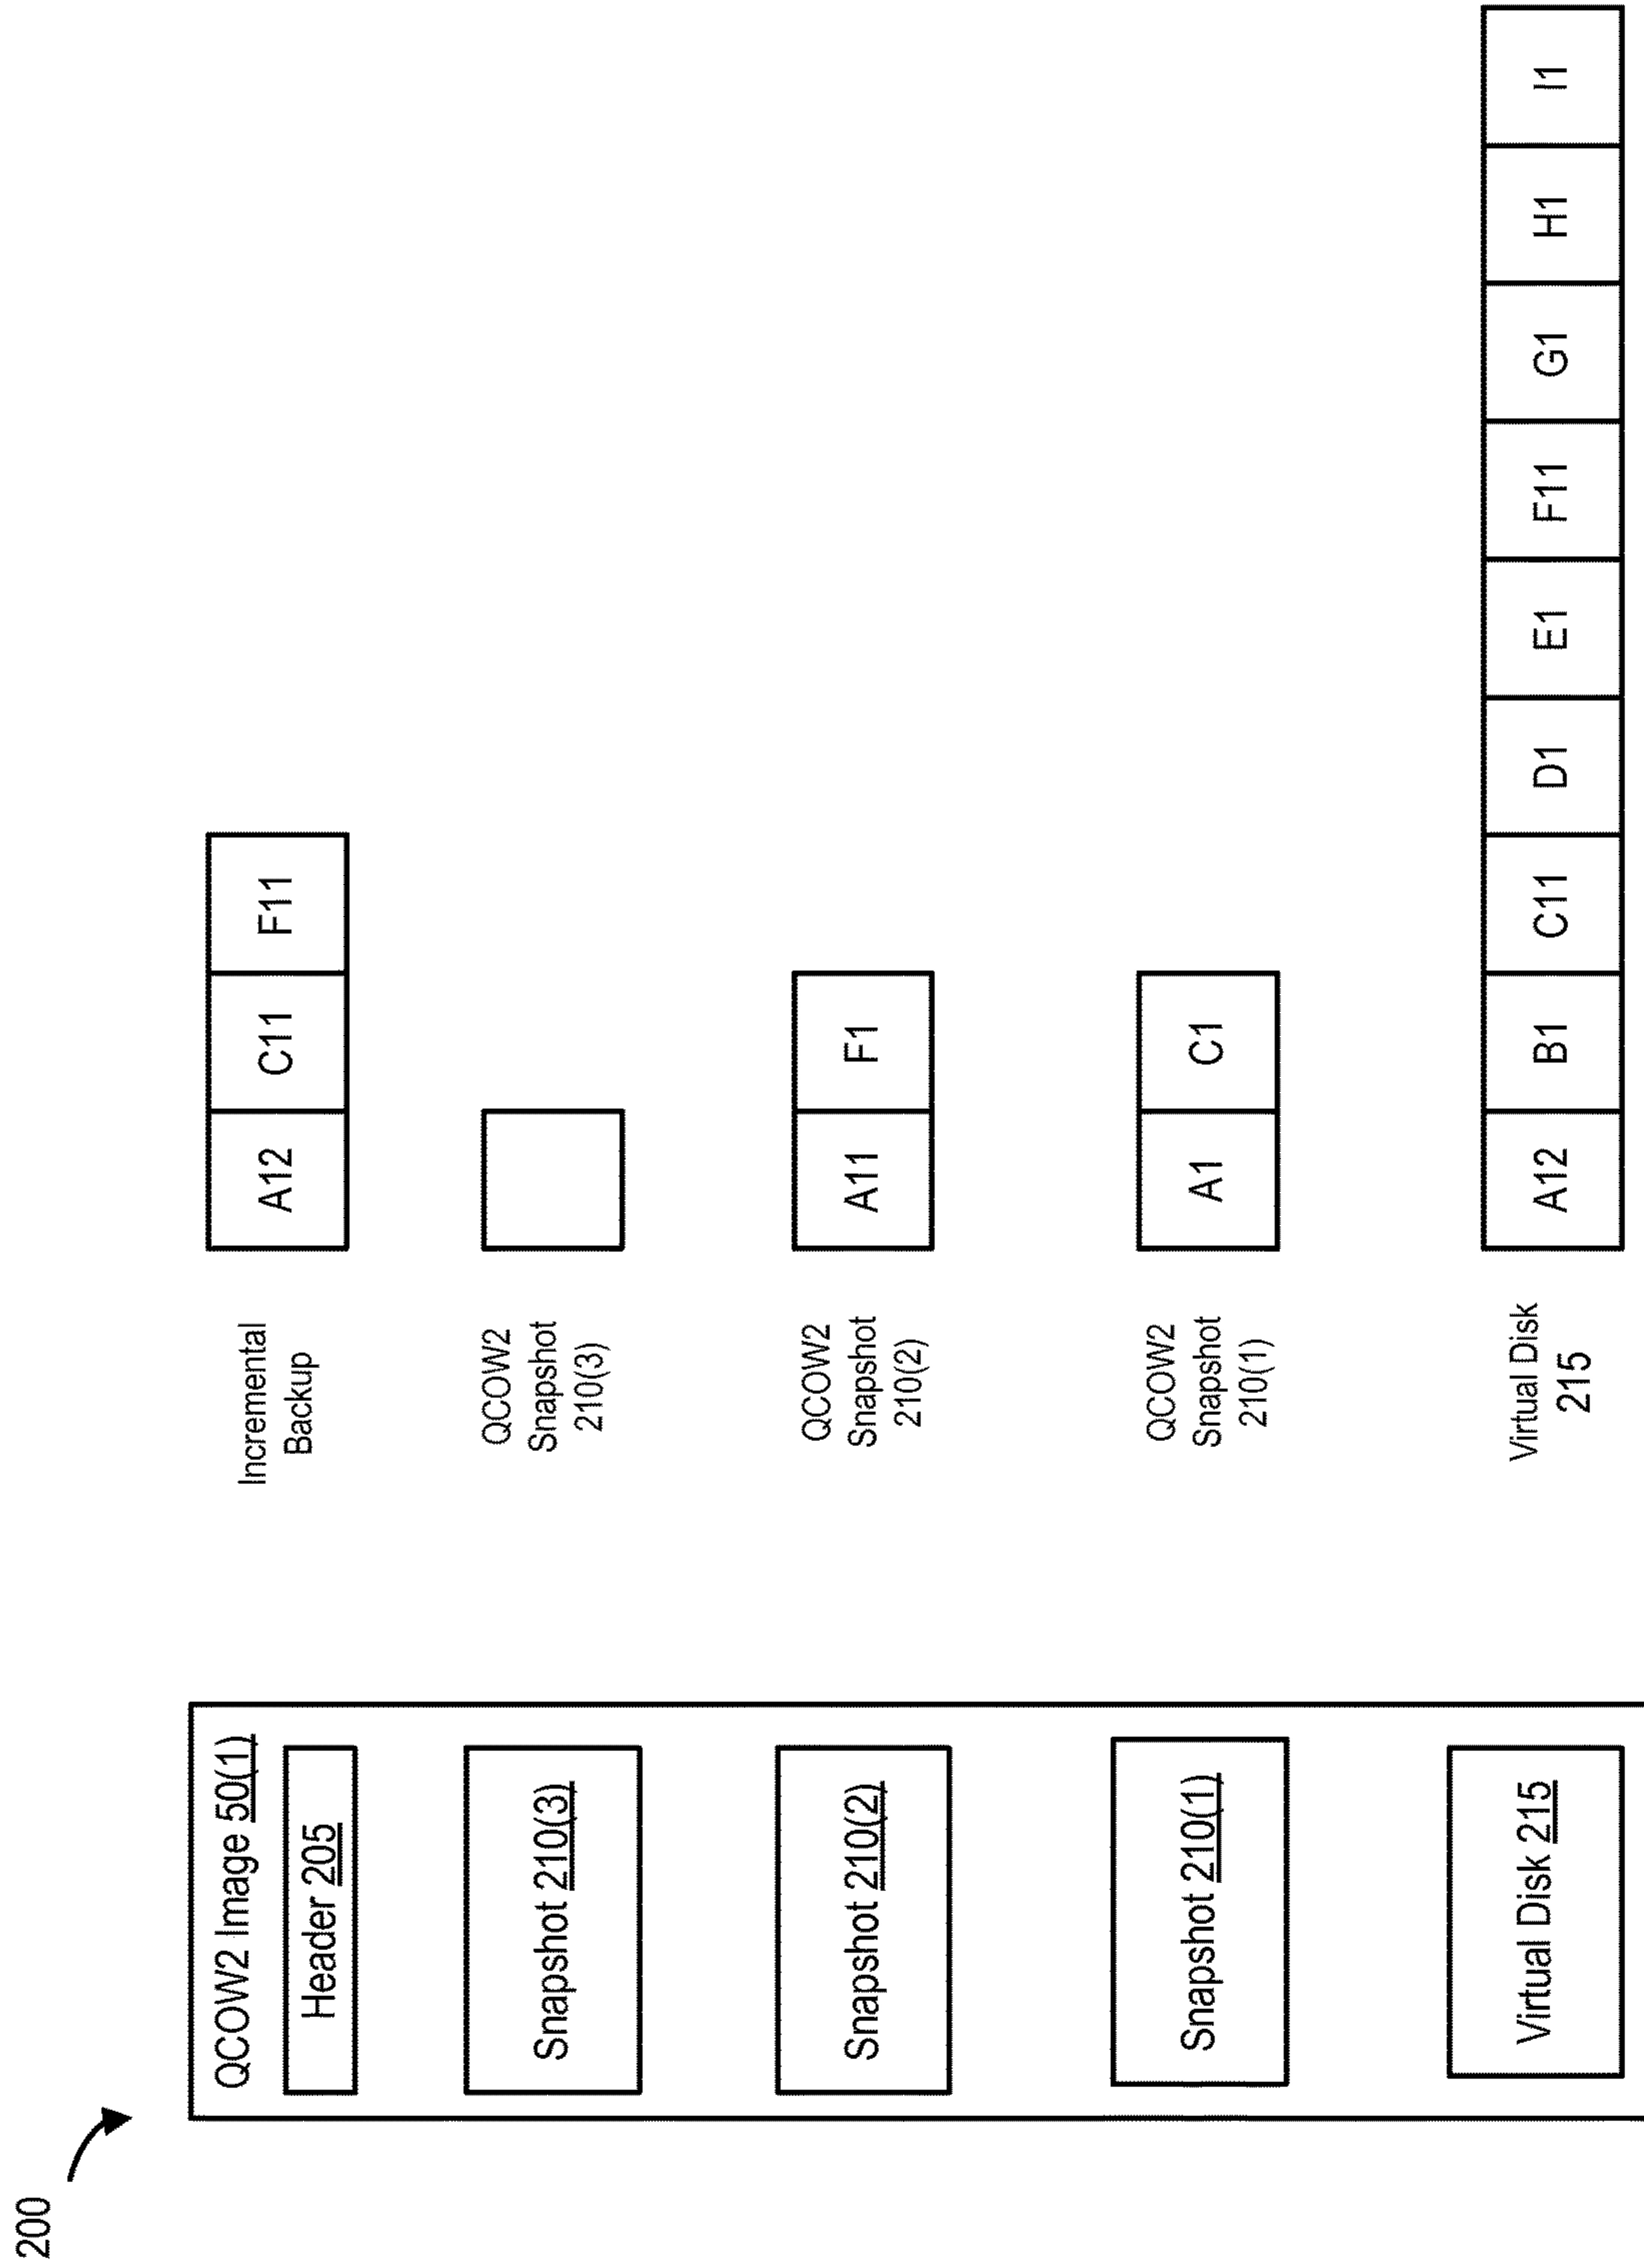 200
QCOW2 Image 50(1)
Header 205
Snapshot 210(3)
Snapshot 210(2)
Snapshot 210(1)
Virtual Disk 215
Incremental
Backup
A12 C11 F11
QCOW2
Snapshot
210(3)
QCOW2
Snapshot
210(2)
A11 F1
QCOW2
Snapshot
210(1)
A1 C1
Virtual Disk
215
A12 B1 C11 D1 E1 F11 G1 H1 I1